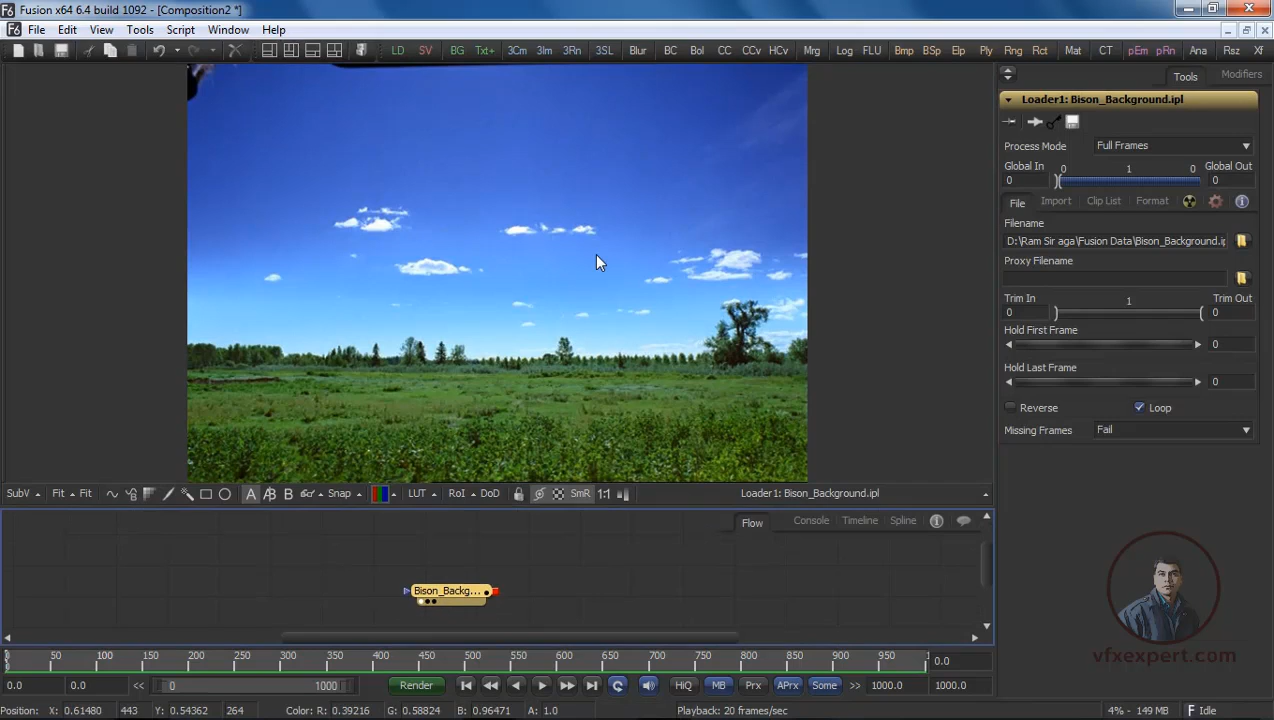 Fusion x64 6.4 build 1092 - [Composition2 *]
File Edit View Tools Script Window Help
LD SV BG Txt+ 3Cm 3Im 3Rn 3SL Blur BC Bol CC CCv HCv Mrg Log FLU Bmp BSp Elp Ply Rng Rct Mat CT pEm pRn Ana Rsz Xf
Tools Modifiers
Loader1: Bison_Background.ipl
Process Mode Full Frames
Global In 0 1 0 Global Out
0 0
File Import Clip List Format
Filename
D:\Ram Sir aga\Fusion Data\Bison_Background.ip
Proxy Filename
Trim In 1 Trim Out
0 0
Hold First Frame
0
Hold Last Frame
0
Reverse Loop
Missing Frames Fail
SubV Fit Fit A A B Snap LUT RoI DoD SmR 1:1 Loader1: Bison_Background.ipl
Flow Console Timeline Spline
Bison_Backg...
vfxexpert.com
0 50 100 150 200 250 300 350 400 450 500 550 600 650 700 750 800 850 900 950 1 0.0
0.0 0.0 << 0 1000 Render HiQ MB Prx APrx Some >> 1000.0 1000.0
Position: X: 0.61480 443 Y: 0.54362 264 Color: R: 0.39216 G: 0.58824 B: 0.96471 A: 1.0 Playback: 20 frames/sec 4% - 149 MB Idle